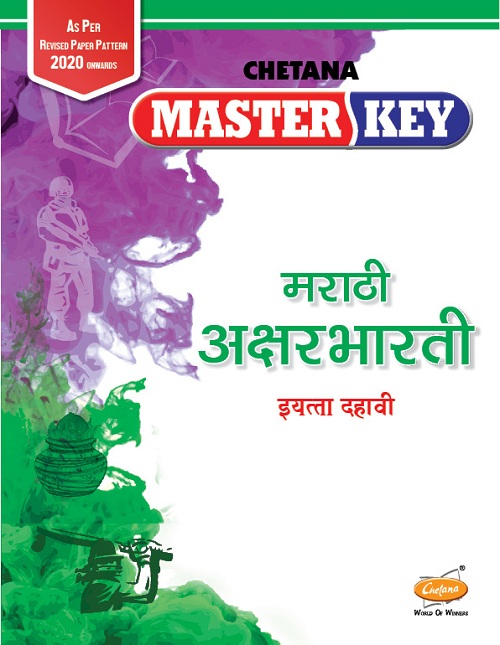 AS PER
REVISED PAPER PATTERN
2020 ONWARDS
CHETANA
MASTER KEY
मराठी
अक्षरभारती
इयत्ता दहावी
Chetana®
WORLD OF WINNERS